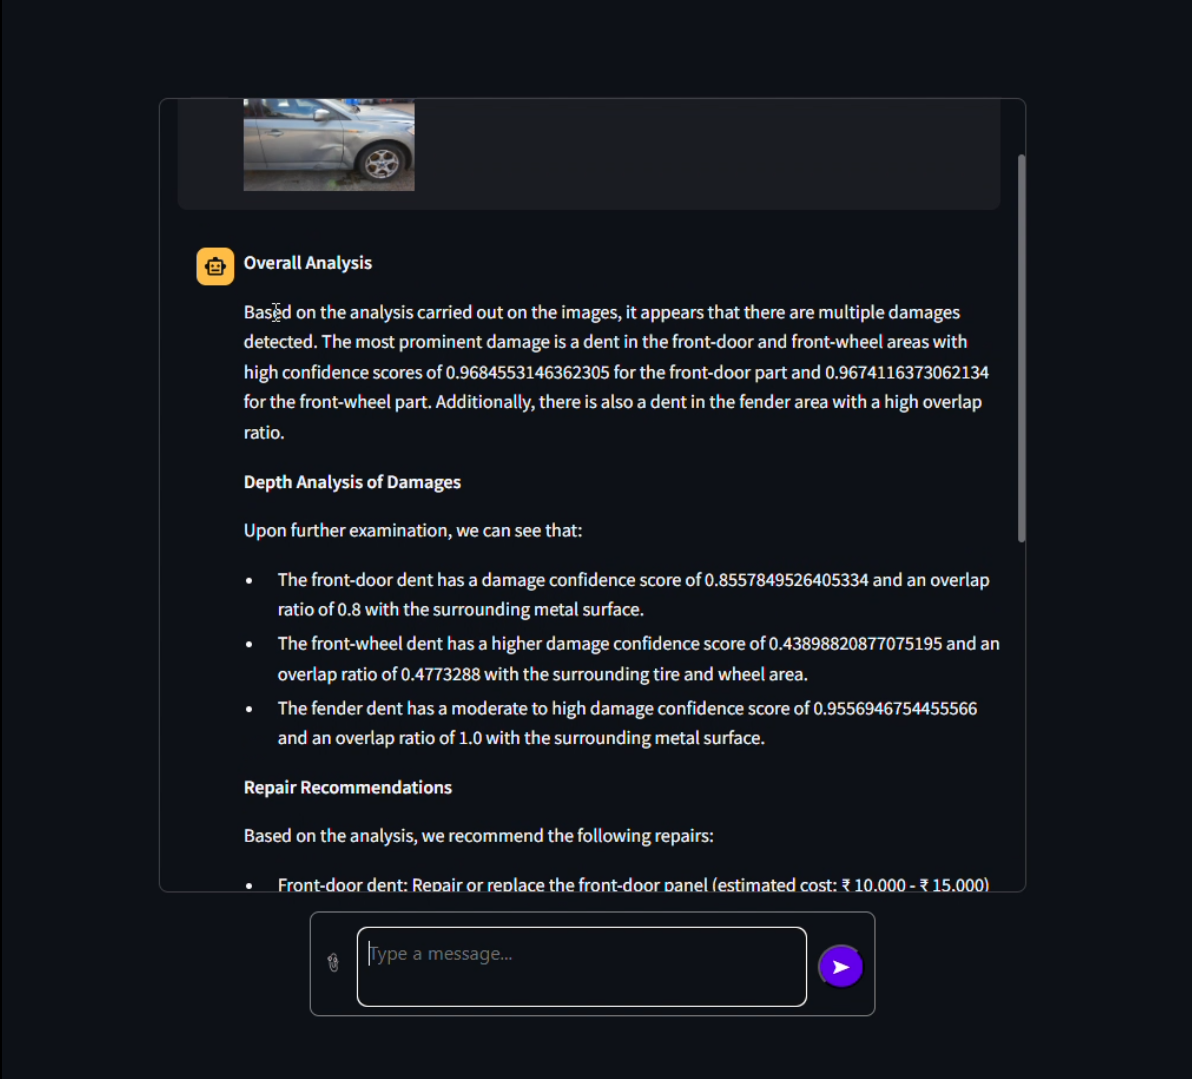 Overall Analysis
Based on the analysis carried out on the images, it appears that there are multiple damages
detected. The most prominent damage is a dent in the front-door and front-wheel areas with
high confidence scores of 0.9684553146362305 for the front-door part and 0.9674116373062134
for the front-wheel part. Additionally, there is also a dent in the fender area with a high overlap
ratio.
Depth Analysis of Damages
Upon further examination, we can see that:
• The front-door dent has a damage confidence score of 0.8557849526405334 and an overlap
ratio of 0.8 with the surrounding metal surface.
• The front-wheel dent has a higher damage confidence score of 0.43898820877075195 and an
overlap ratio of 0.4773288 with the surrounding tire and wheel area.
• The fender dent has a moderate to high damage confidence score of 0.9556946754455566
and an overlap ratio of 1.0 with the surrounding metal surface.
Repair Recommendations
Based on the analysis, we recommend the following repairs:
• Front-door dent: Repair or replace the front-door panel (estimated cost: ₹ 10,000 - ₹ 15,000)
Type a message...